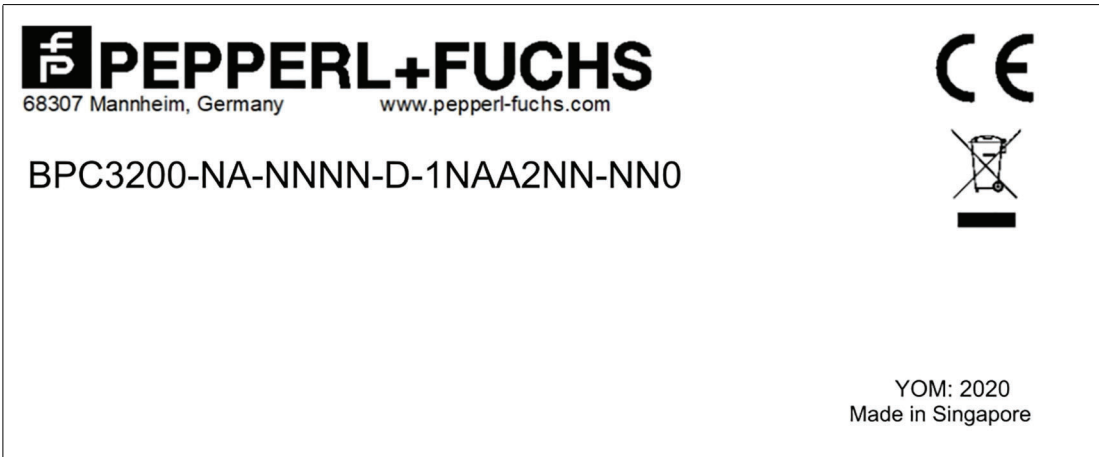 PEPPERL+FUCHS
68307 Mannheim, Germany www.pepperl-fuchs.com
CE
BPC3200-NA-NNNN-D-1NAA2NN-NN0
YOM: 2020
Made in Singapore